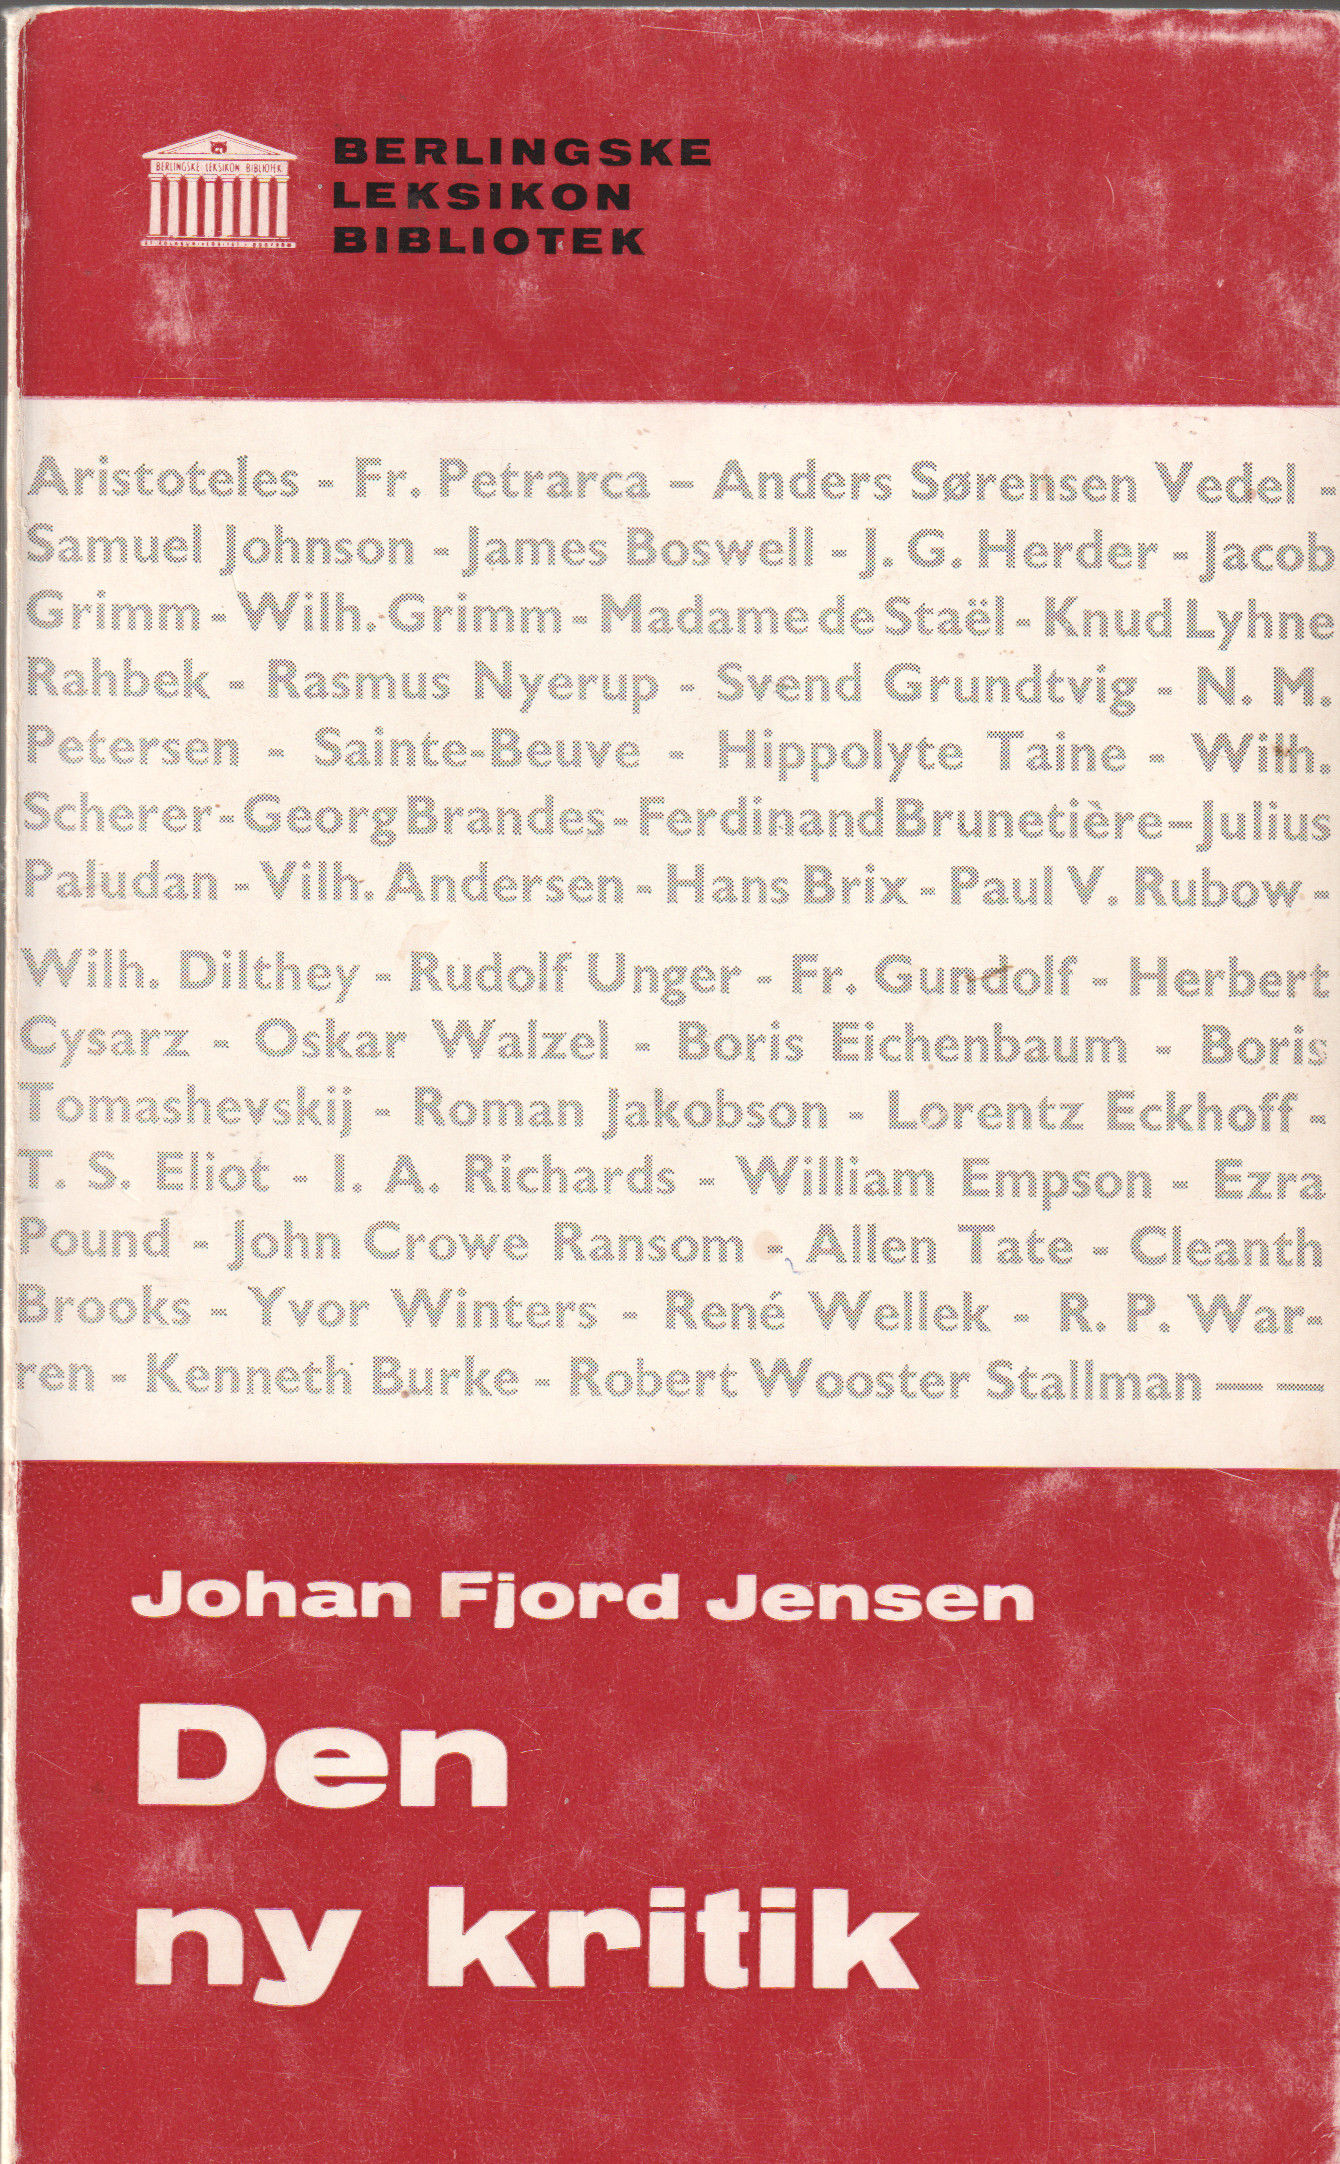 BERLINGSKE LEKSIKON BIBLIOTEK
BERLINGSKE
LEKSIKON
BIBLIOTEK
Aristoteles - Fr. Petrarca - Anders Sørensen Vedel -
Samuel Johnson - James Boswell - J. G. Herder - Jacob
Grimm - Wilh. Grimm - Madame de Staël - Knud Lyhne
Rahbek - Rasmus Nyerup - Svend Grundtvig - N. M.
Petersen - Sainte-Beuve - Hippolyte Taine - Wilh.
Scherer - Georg Brandes - Ferdinand Brunetière - Julius
Paludan - Vilh. Andersen - Hans Brix - Paul V. Rubow -
Wilh. Dilthey - Rudolf Unger - Fr. Gundolf - Herbert
Cysarz - Oskar Walzel - Boris Eichenbaum - Boris
Tomashevskij - Roman Jakobson - Lorentz Eckhoff -
T. S. Eliot - I. A. Richards - William Empson - Ezra
Pound - John Crowe Ransom - Allen Tate - Cleanth
Brooks - Yvor Winters - René Wellek - R. P. War-
ren - Kenneth Burke - Robert Wooster Stallman — —
Johan Fjord Jensen
Den
ny kritik